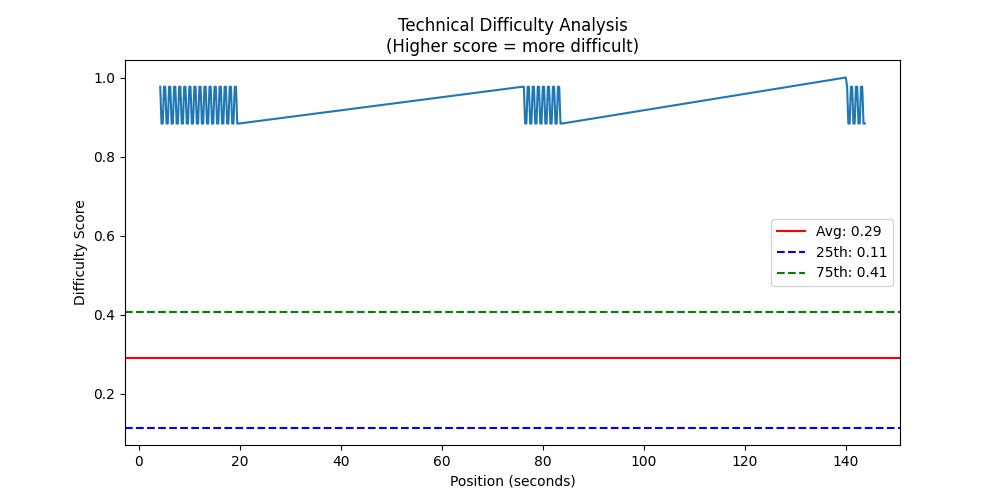 Technical Difficulty Analysis
(Higher score = more difficult)
Difficulty Score
1.0
0.8
0.6
0.4
0.2
Avg: 0.29
25th: 0.11
75th: 0.41
0 20 40 60 80 100 120 140
Position (seconds)